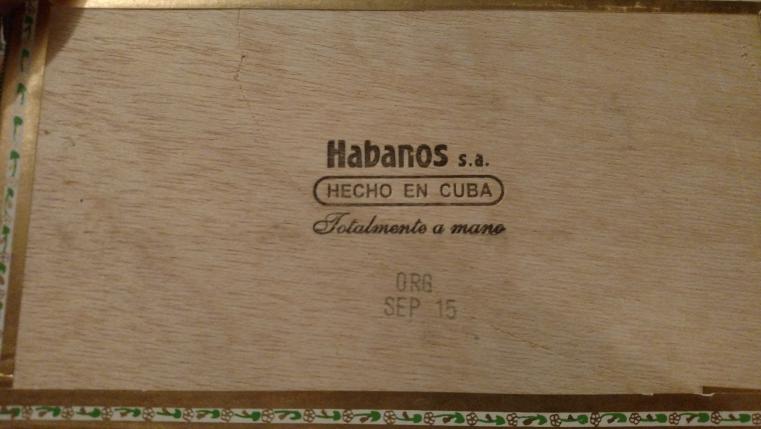 Habanos s.a.
HECHO EN CUBA
Totalmente a mano
ORG
SEP 15